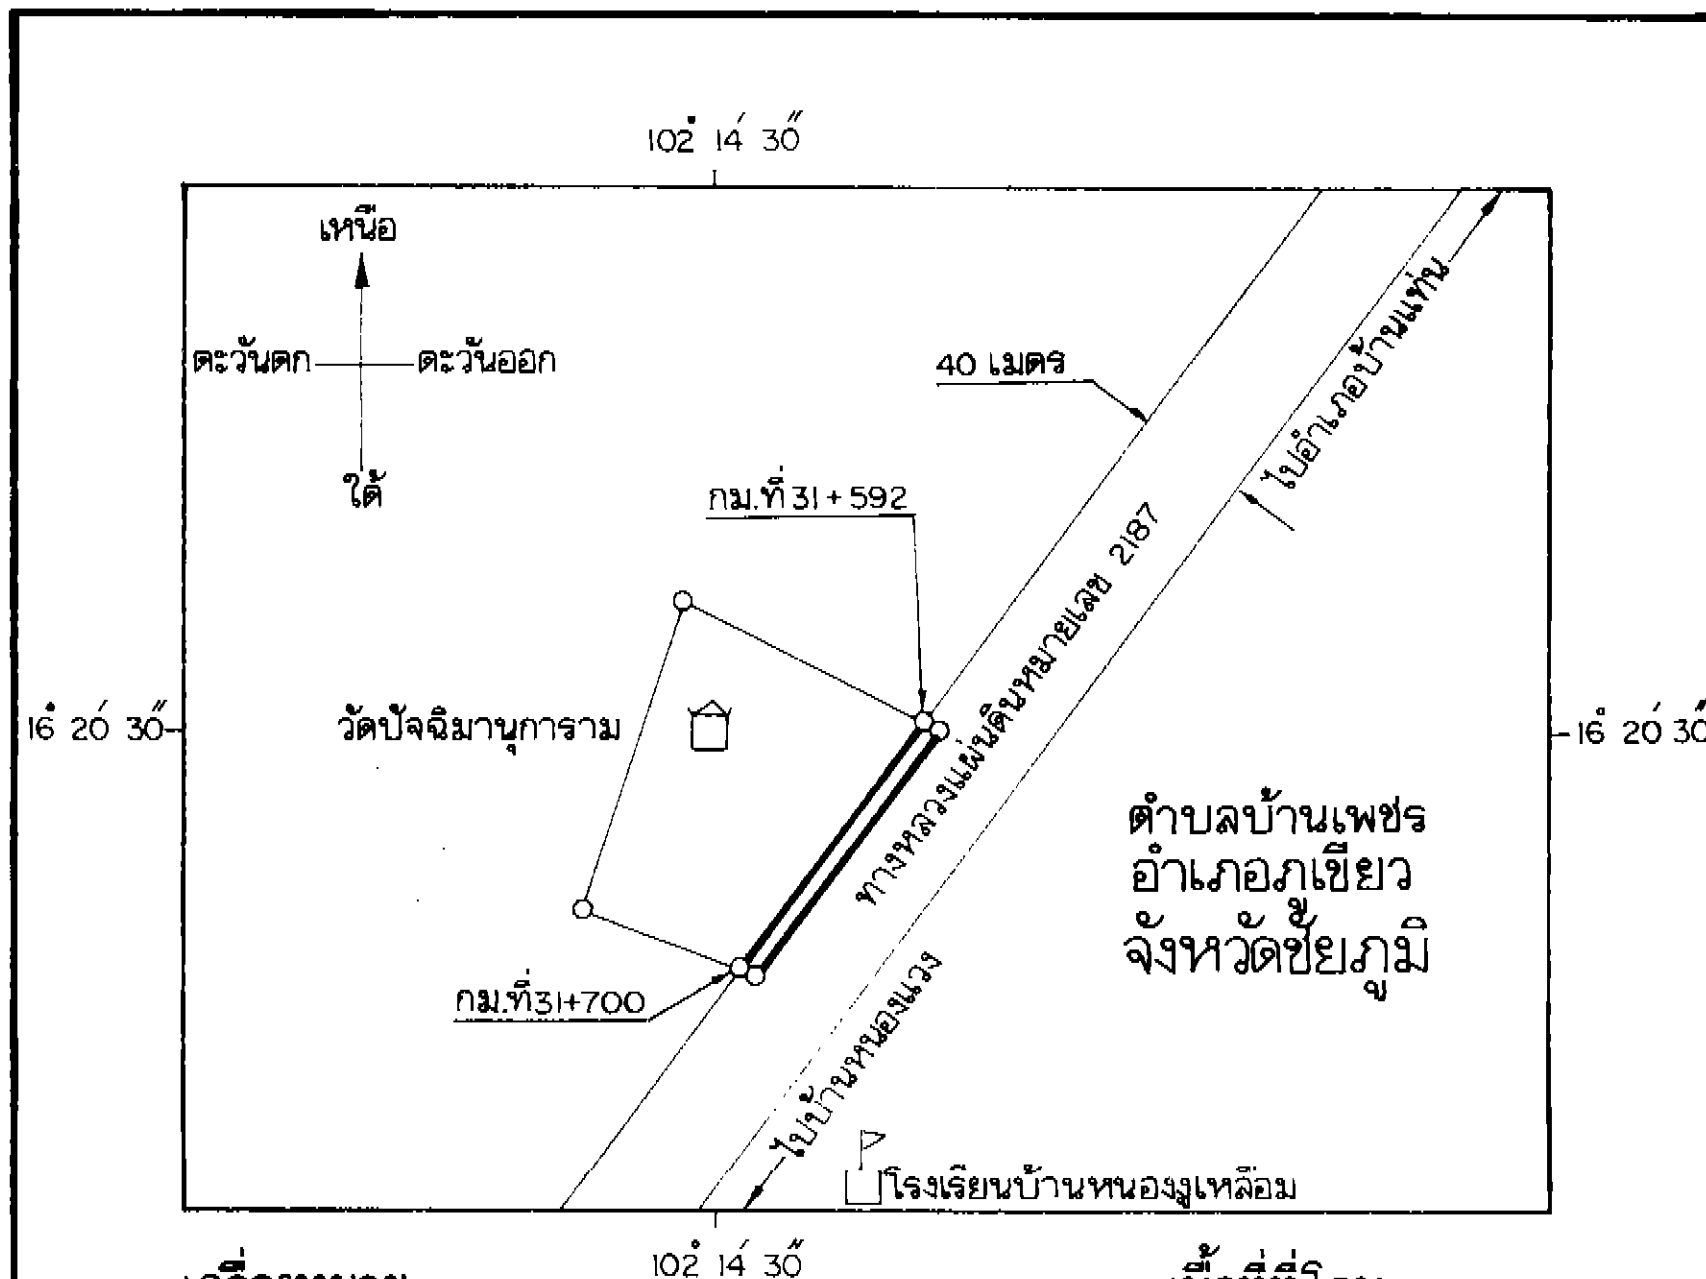 102° 14′ 30″
เหนือ
ตะวันตก
ตะวันออก
ใต้
40 เมตร
ไปอำเภอบ้านแท่น
กม.ที่ 31+592
ทางหลวงแผ่นดินหมายเลข 2187
16° 20′ 30″
วัดปัจฉิมานุการาม
16° 20′ 30″
ตำบลบ้านเพชร
อำเภอภูเขียว
จังหวัดชัยภูมิ
กม.ที่31+700
ไปบ้านหนองแวง
โรงเรียนบ้านหนองงูเหลือม
102° 14′ 30″